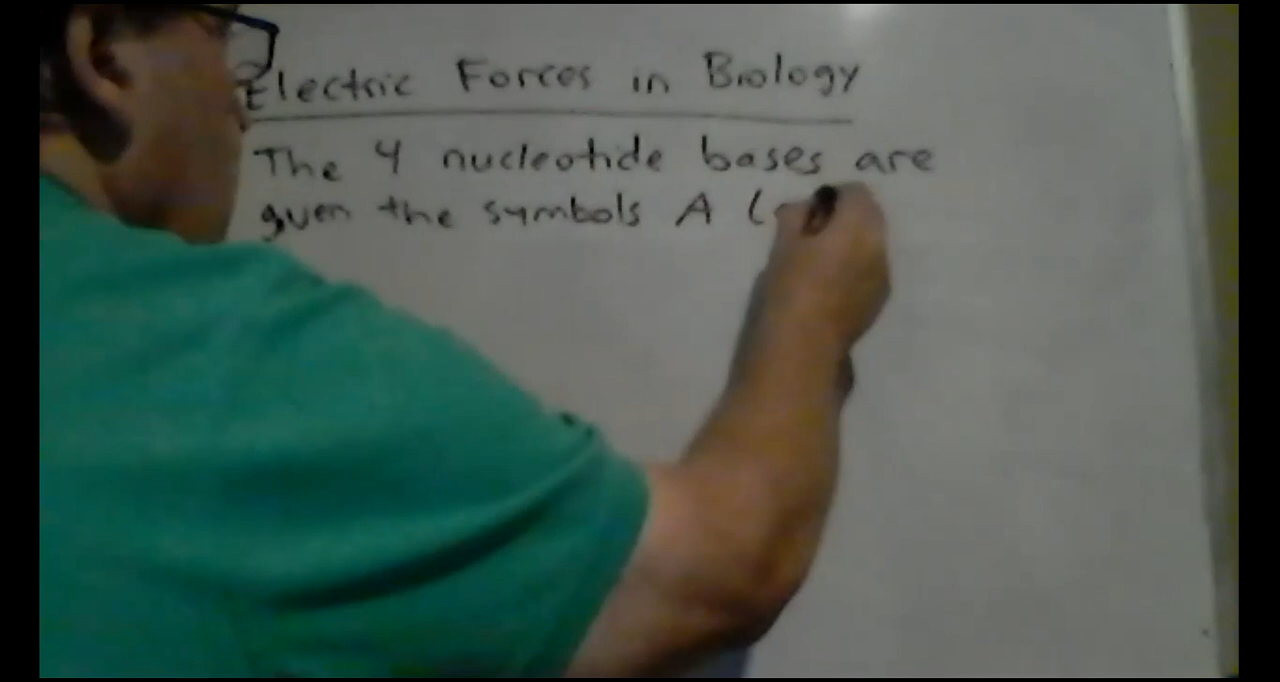 Electric Forces in Biology
The 4 nucleotide bases are
given the symbols A (